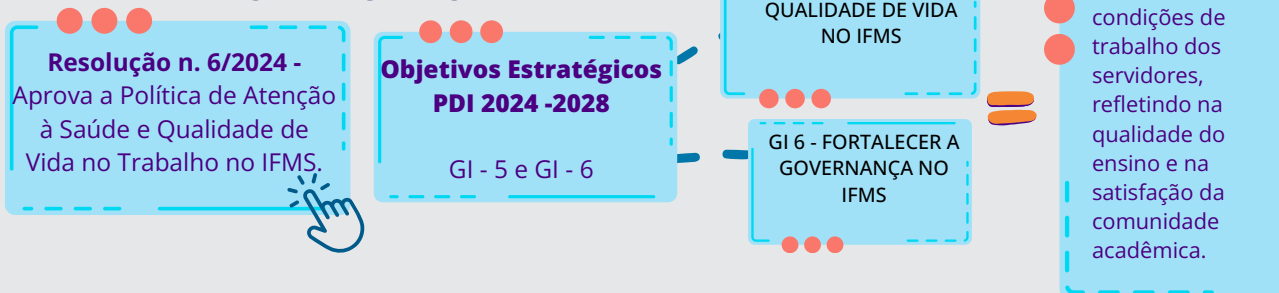 Resolução n. 6/2024 -
Aprova a Política de Atenção
à Saúde e Qualidade de
Vida no Trabalho no IFMS.
Objetivos Estratégicos
PDI 2024 -2028
GI - 5 e GI - 6
QUALIDADE DE VIDA
NO IFMS
GI 6 - FORTALECER A
GOVERNANÇA NO
IFMS
condições de
trabalho dos
servidores,
refletindo na
qualidade do
ensino e na
satisfação da
comunidade
acadêmica.